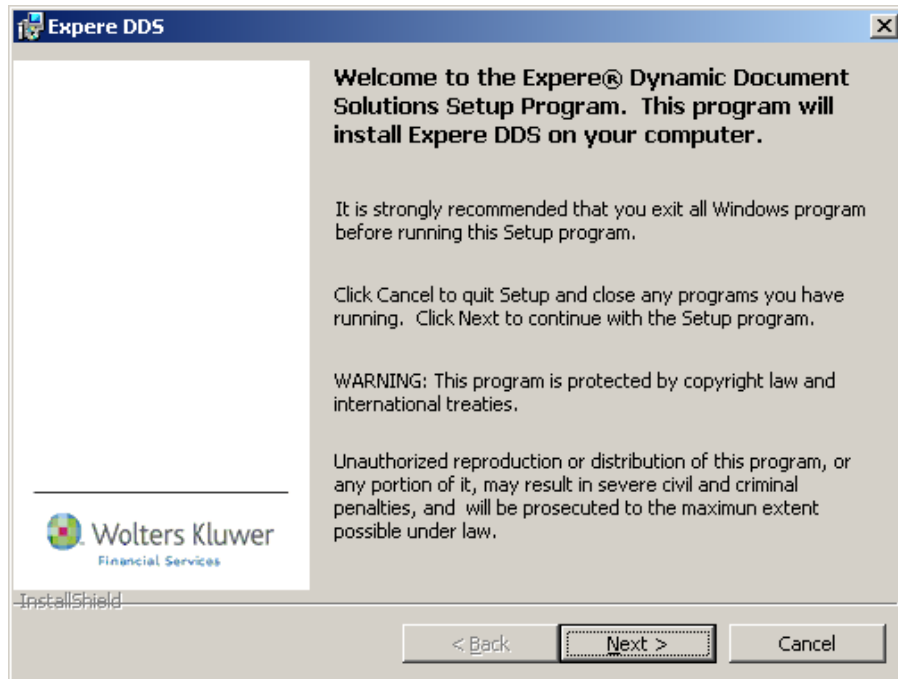 Expere DDS
Welcome to the Expere® Dynamic Document
Solutions Setup Program. This program will
install Expere DDS on your computer.
It is strongly recommended that you exit all Windows program
before running this Setup program.
Click Cancel to quit Setup and close any programs you have
running. Click Next to continue with the Setup program.
WARNING: This program is protected by copyright law and
international treaties.
Unauthorized reproduction or distribution of this program, or
any portion of it, may result in severe civil and criminal
penalties, and will be prosecuted to the maximun extent
possible under law.
Wolters Kluwer
Financial Services
InstallShield
< Back
Next >
Cancel